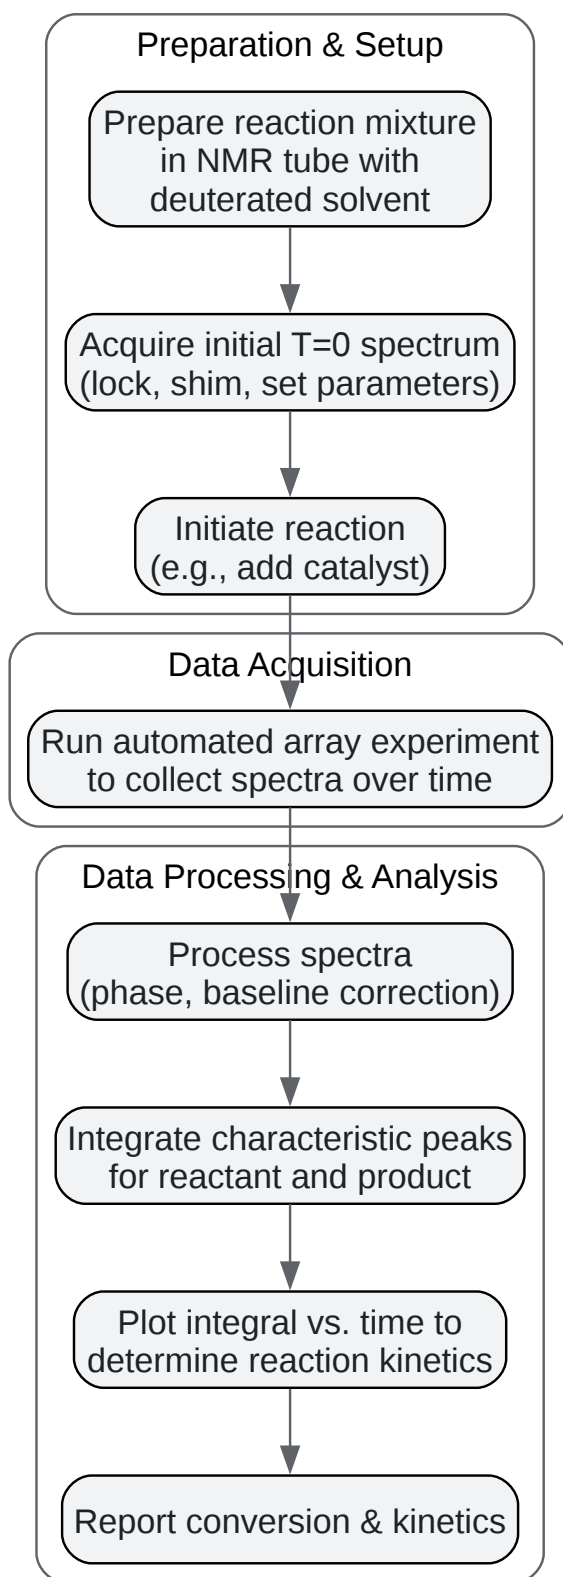 Preparation & Setup
Prepare reaction mixture
in NMR tube with
deuterated solvent
Acquire initial T=0 spectrum
(lock, shim, set parameters)
Initiate reaction
(e.g., add catalyst)
Data Acquisition
Run automated array experiment
to collect spectra over time
Data Processing & Analysis
Process spectra
(phase, baseline correction)
Integrate characteristic peaks
for reactant and product
Plot integral vs. time to
determine reaction kinetics
Report conversion & kinetics